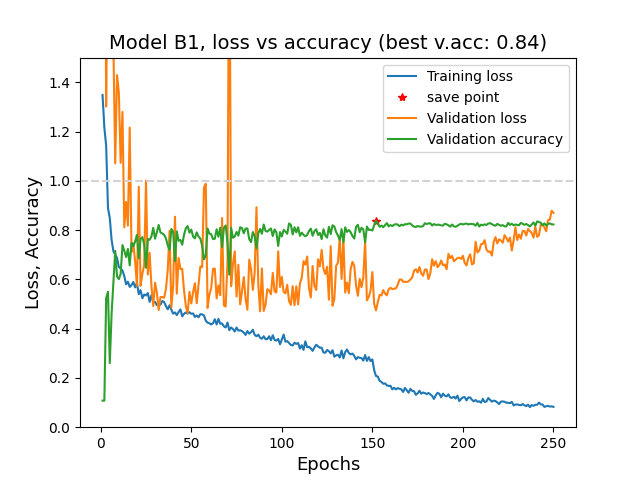 Model B1, loss vs accuracy (best v.acc: 0.84)
Training loss
save point
Validation loss
Validation accuracy
Loss, Accuracy
1.4
1.2
1.0
0.8
0.6
0.4
0.2
0.0
0 50 100 150 200 250
Epochs